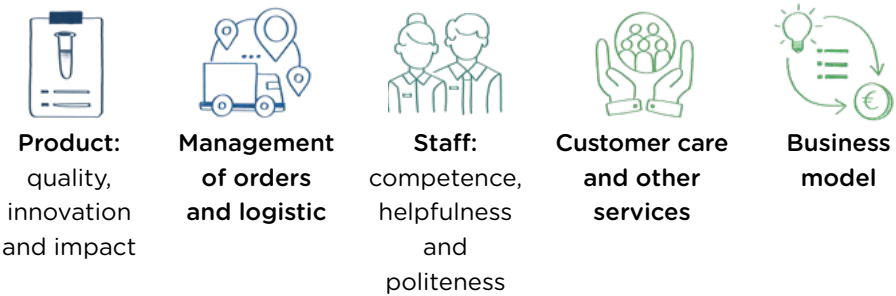 Product:
quality,
innovation
and impact
Management
of orders
and logistic
Staff:
competence,
helpfulness
and
politeness
Customer care
and other
services
Business
model
€